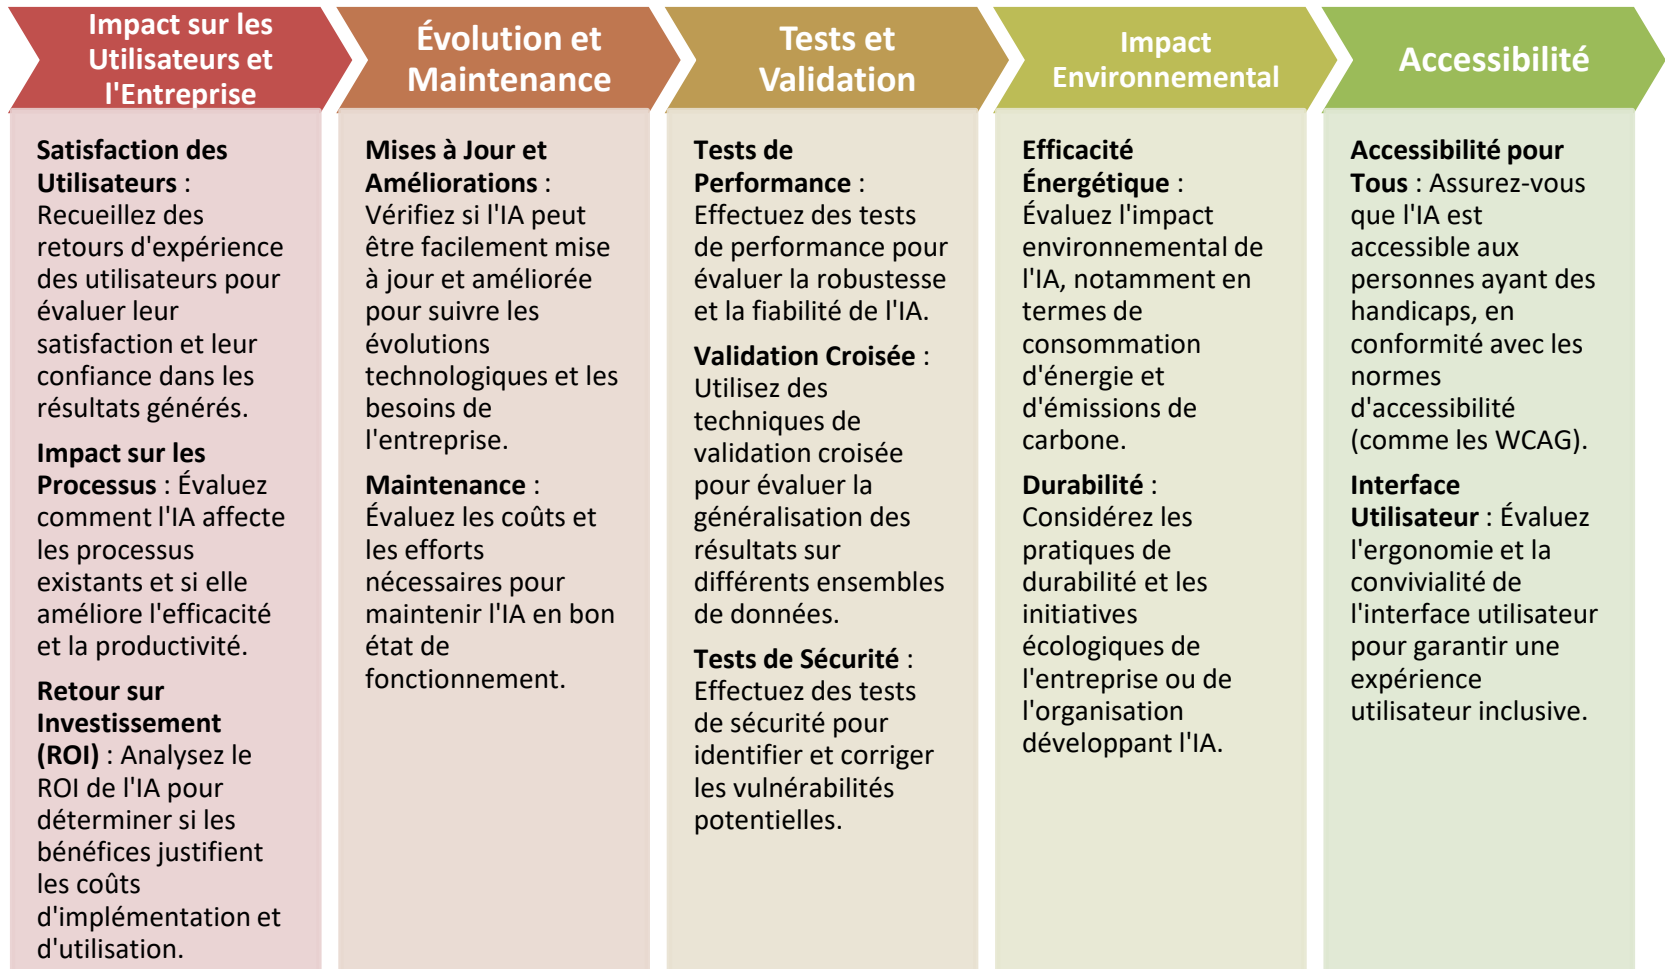 Impact sur les
Utilisateurs et
l'Entreprise
Satisfaction des
Utilisateurs :
Recueillez des
retours d'expérience
des utilisateurs pour
évaluer leur
satisfaction et leur
confiance dans les
résultats générés.
Impact sur les
Processus : Évaluez
comment l'IA affecte
les processus
existants et si elle
améliore l'efficacité
et la productivité.
Retour sur
Investissement
(ROI) : Analysez le
ROI de l'IA pour
déterminer si les
bénéfices justifient
les coûts
d'implémentation et
d'utilisation.
Évolution et
Maintenance
Mises à Jour et
Améliorations :
Vérifiez si l'IA peut
être facilement mise
à jour et améliorée
pour suivre les
évolutions
technologiques et les
besoins de
l'entreprise.
Maintenance :
Évaluez les coûts et
les efforts
nécessaires pour
maintenir l'IA en bon
état de
fonctionnement.
Tests et
Validation
Tests de
Performance :
Effectuez des tests
de performance pour
évaluer la robustesse
et la fiabilité de l'IA.
Validation Croisée :
Utilisez des
techniques de
validation croisée
pour évaluer la
généralisation des
résultats sur
différents ensembles
de données.
Tests de Sécurité :
Effectuez des tests
de sécurité pour
identifier et corriger
les vulnérabilités
potentielles.
Impact
Environnemental
Efficacité
Énergétique :
Évaluez l'impact
environnemental de
l'IA, notamment en
termes de
consommation
d'énergie et
d'émissions de
carbone.
Durabilité :
Considérez les
pratiques de
durabilité et les
initiatives
écologiques de
l'entreprise ou de
l'organisation
développant l'IA.
Accessibilité
Accessibilité pour
Tous : Assurez-vous
que l'IA est
accessible aux
personnes ayant des
handicaps, en
conformité avec les
normes
d'accessibilité
(comme les WCAG).
Interface
Utilisateur : Évaluez
l'ergonomie et la
convivialité de
l'interface utilisateur
pour garantir une
expérience
utilisateur inclusive.